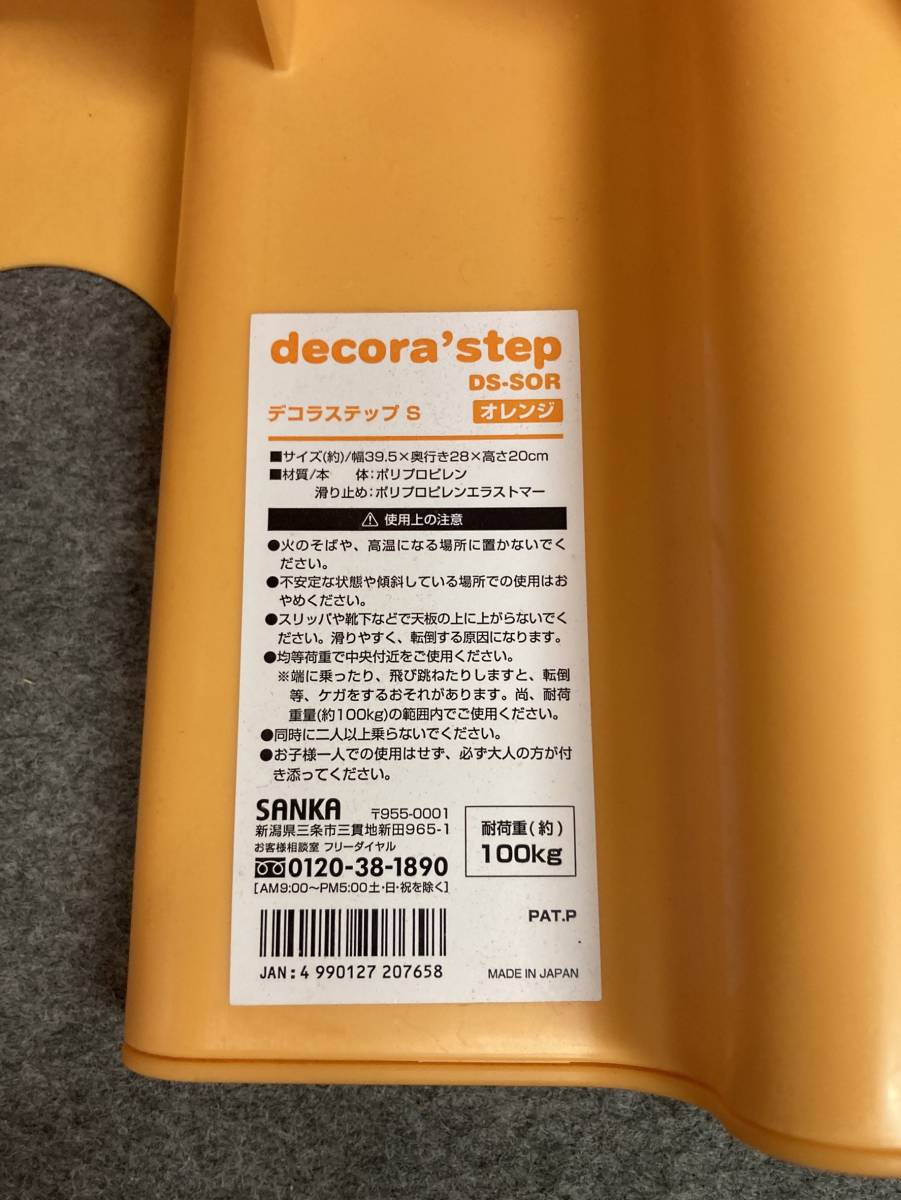 decora’step
DS-SOR
デコラステップ S
オレンジ
■サイズ(約)/幅39.5×奥行き28×高さ20cm
■材質/本　体:ポリプロピレン
滑り止め:ポリプロピレンエラストマー
⚠ 使用上の注意
●火のそばや、高温になる場所に置かないでく
ださい。
●不安定な状態や傾斜している場所での使用はお
やめください。
●スリッパや靴下などで天板の上に上がらないでく
ださい。滑りやすく、転倒する原因になります。
●均等荷重で中央付近をご使用ください。
※端に乗ったり、飛び跳ねたりしますと、転倒
等、ケガをするおそれがあります。尚、耐荷
重量(約100kg)の範囲内でご使用ください。
●同時に二人以上乗らないでください。
●お子様一人での使用はせず、必ず大人の方が付
き添ってください。
SANKA
〒955-0001
新潟県三条市三貫地新田965-1
お客様相談室 フリーダイヤル
0120-38-1890
[AM9:00〜PM5:00土・日・祝を除く]
耐荷重(約)
100kg
PAT.P
JAN:4 990127 207658
MADE IN JAPAN